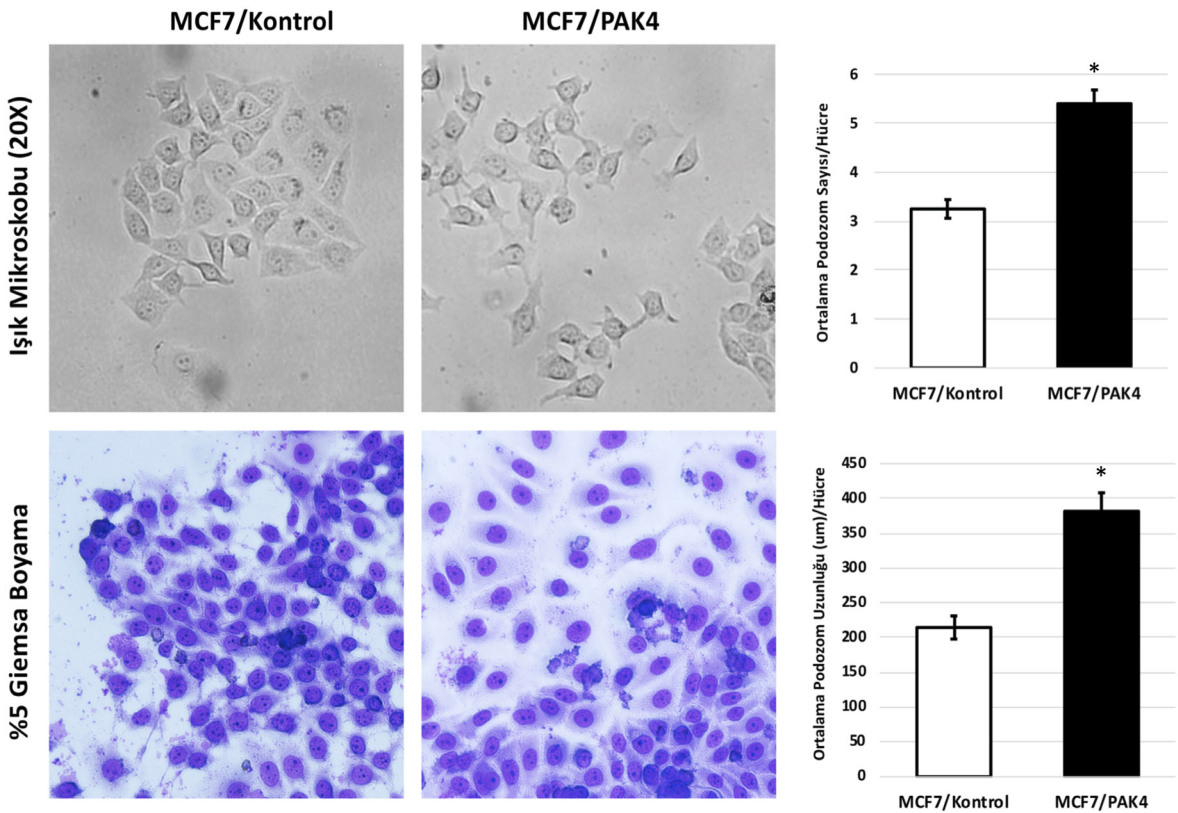 MCF7/Kontrol
MCF7/PAK4
Işık Mikroskobu (20X)
%5 Giemsa Boyama
Ortalama Podozom Sayısı/Hücre
6
5
4
3
2
1
0
*
MCF7/Kontrol
MCF7/PAK4
Ortalama Podozom Uzunluğu (um)/Hücre
450
400
350
300
250
200
150
100
50
0
*
MCF7/Kontrol
MCF7/PAK4